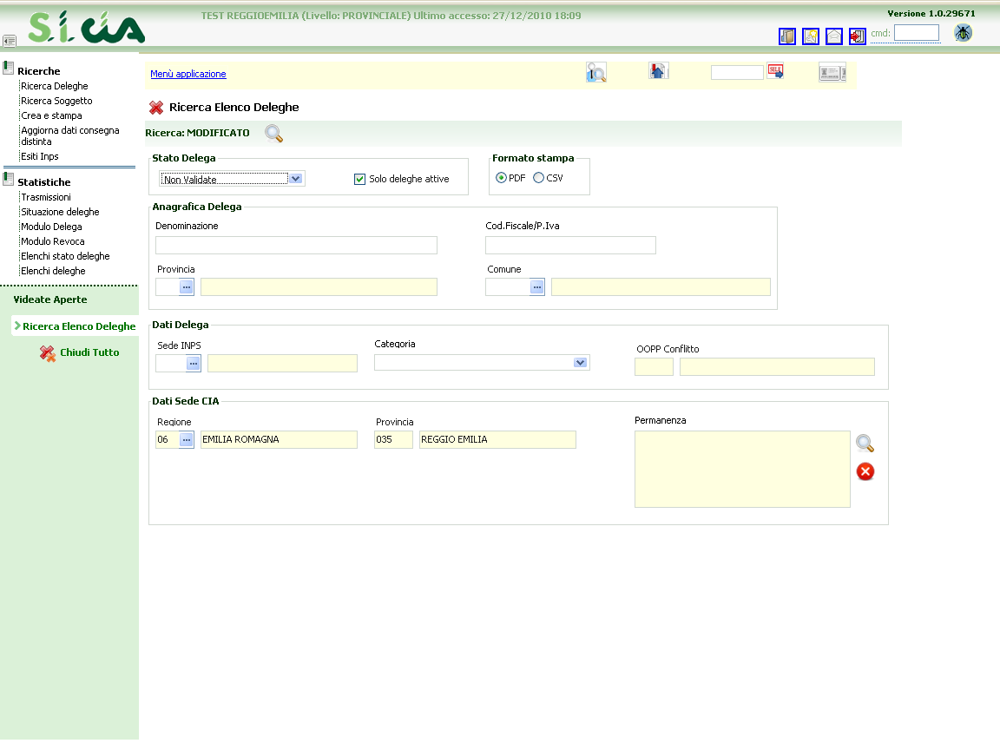 S.I. CIA
TEST REGGIOEMILIA (Livello: PROVINCIALE) Ultimo accesso: 27/12/2010 18:09
Versione 1.0.29671
cmd:
Ricerche
Ricerca Deleghe
Ricerca Soggetto
Crea e stampa
Aggiorna dati consegna
distinta
Esiti Inps
Statistiche
Trasmissioni
Situazione deleghe
Modulo Delega
Modulo Revoca
Elenchi stato deleghe
Elenchi deleghe
Videate Aperte
Ricerca Elenco Deleghe
Chiudi Tutto
Menù applicazione
Ricerca Elenco Deleghe
Ricerca: MODIFICATO
Stato Delega
Non Validate
Solo deleghe attive
Formato stampa
PDF CSV
Anagrafica Delega
Denominazione
Cod.Fiscale/P.Iva
Provincia
Comune
Dati Delega
Sede INPS
Categoria
OOPP Conflitto
Dati Sede CIA
Regione
06 EMILIA ROMAGNA
Provincia
035 REGGIO EMILIA
Permanenza